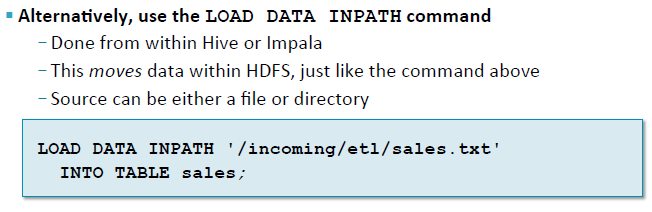 ▪ Alternatively, use the LOAD DATA INPATH command
– Done from within Hive or Impala
– This moves data within HDFS, just like the command above
– Source can be either a file or directory
LOAD DATA INPATH '/incoming/etl/sales.txt'
INTO TABLE sales;